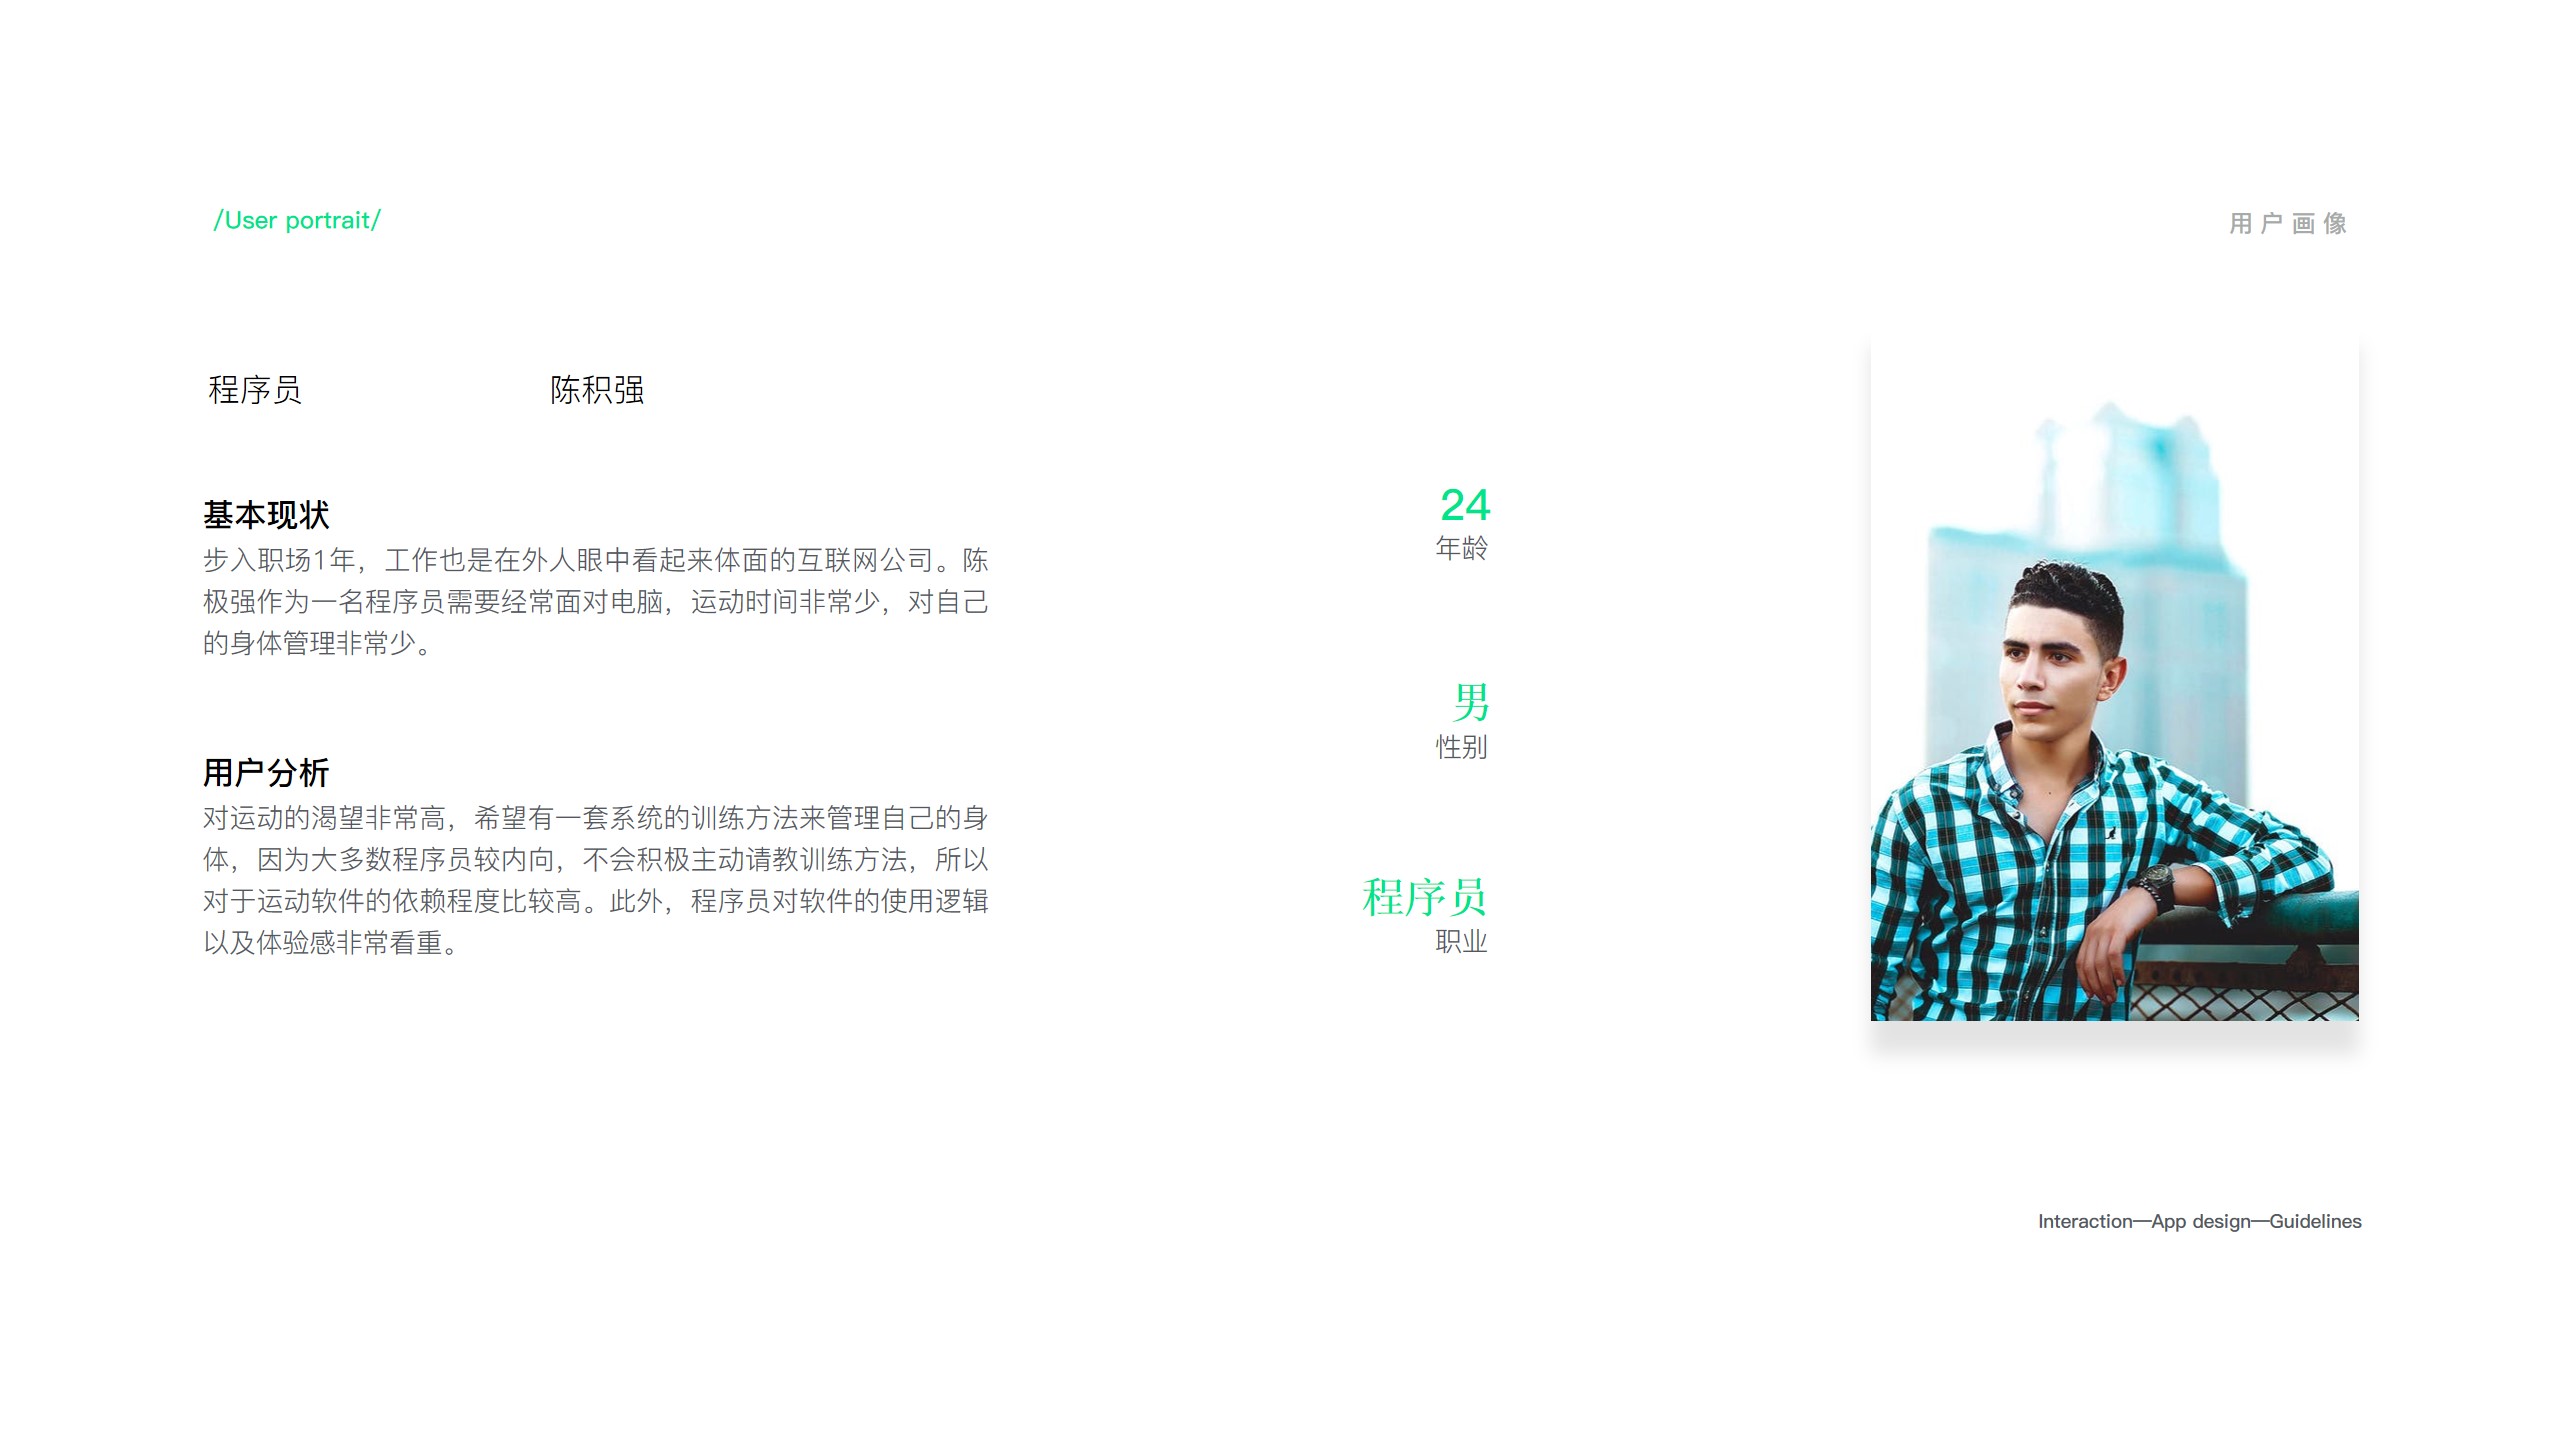 /User portrait/
用户画像
程序员
陈积强
基本现状
步入职场1年，工作也是在外人眼中看起来体面的互联网公司。陈
极强作为一名程序员需要经常面对电脑，运动时间非常少，对自己
的身体管理非常少。
用户分析
对运动的渴望非常高，希望有一套系统的训练方法来管理自己的身
体，因为大多数程序员较内向，不会积极主动请教训练方法，所以
对于运动软件的依赖程度比较高。此外，程序员对软件的使用逻辑
以及体验感非常看重。
24
年龄
男
性别
程序员
职业
Interaction—App design—Guidelines